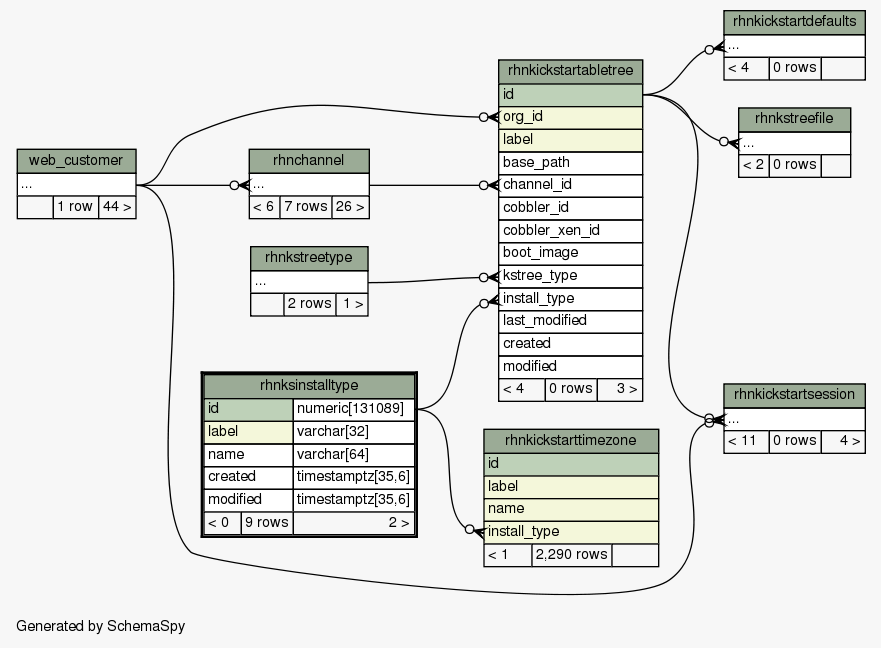 rhnkickstartdefaults
...
< 4 0 rows
rhnkickstartabletree
id
org_id
label
base_path
channel_id
cobbler_id
cobbler_xen_id
boot_image
kstree_type
install_type
last_modified
created
modified
< 4 0 rows 3 >
rhnkstreefile
...
< 2 0 rows
web_customer
...
1 row 44 >
rhnchannel
...
< 6 7 rows 26 >
rhnkstreetype
...
2 rows 1 >
rhnksinstalltype
id numeric[131089]
label varchar[32]
name varchar[64]
created timestamptz[35,6]
modified timestamptz[35,6]
< 0 9 rows 2 >
rhnkickstartsession
...
< 11 0 rows 4 >
rhnkickstarttimezone
id
label
name
install_type
< 1 2,290 rows
Generated by SchemaSpy